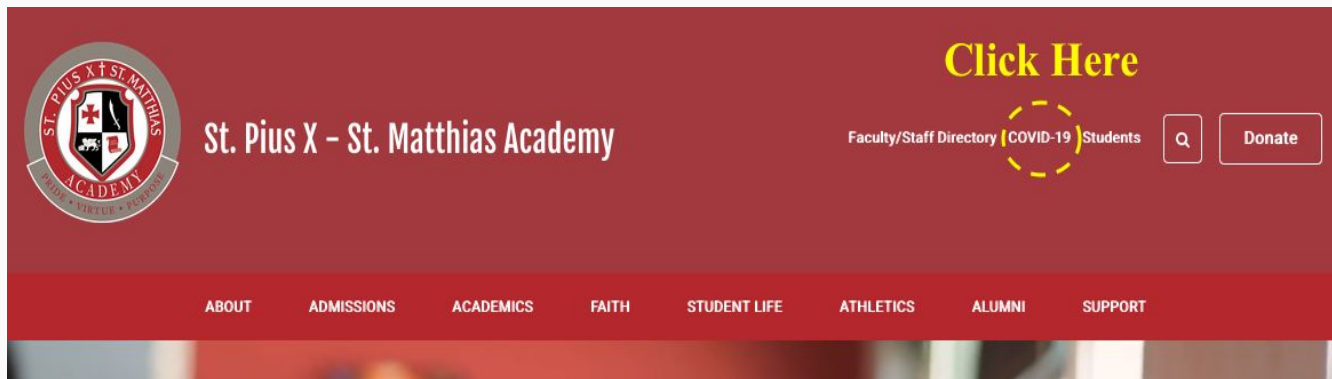 Click Here
ST. PIUS X † ST. MATTHIAS
ACADEMY
PRIDE • VIRTUE • PURPOSE
St. Pius X – St. Matthias Academy
Faculty/Staff Directory COVID-19 Students
Donate
ABOUT ADMISSIONS ACADEMICS FAITH STUDENT LIFE ATHLETICS ALUMNI SUPPORT